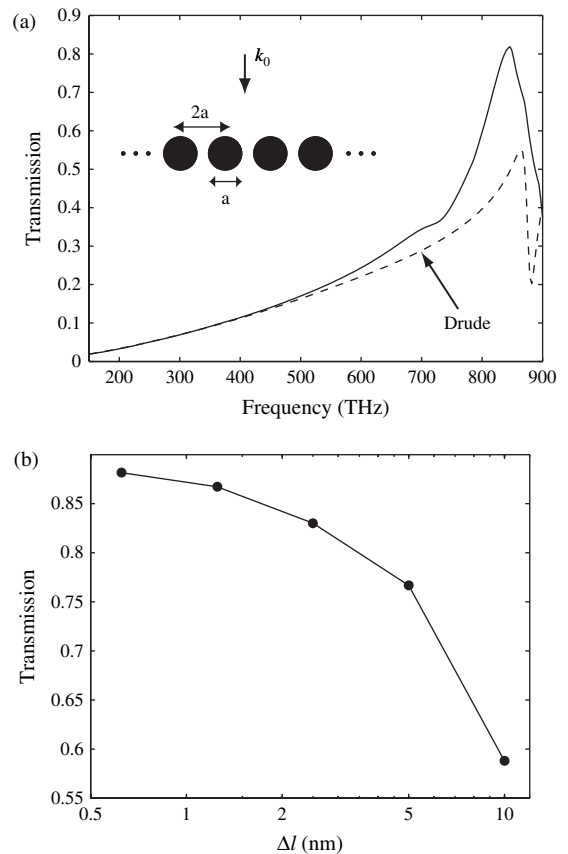 (a)
0.9
0.8
0.7
0.6
0.5
0.4
0.3
0.2
0.1
0
Transmission
k0
2a
a
Drude
200 300 400 500 600 700 800 900
Frequency (THz)
(b)
0.85
0.8
0.75
0.7
0.65
0.6
0.55
Transmission
0.5 1 2 5 10
Δl (nm)